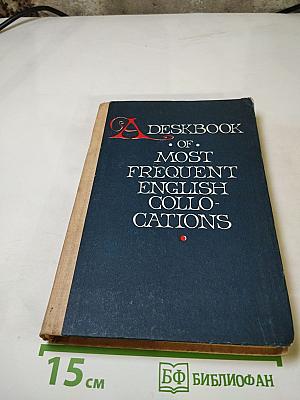 A DESKBOOK
• OF •
MOST
FREQUENT
ENGLISH
COLLO-
CATIONS
15 см
БФ БИБЛИОФАН